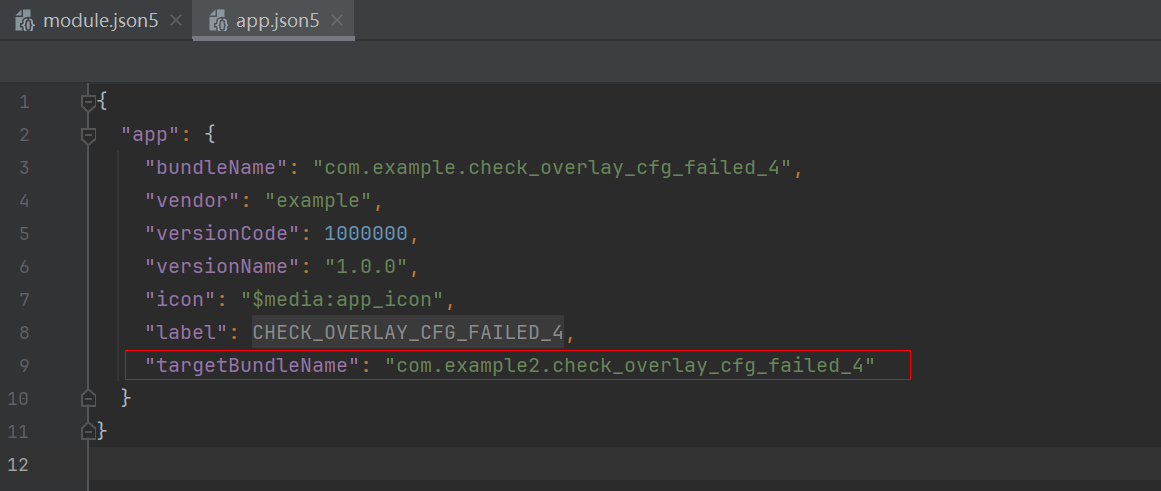 module.json5 app.json5
1 {
2 "app": {
3 "bundleName": "com.example.check_overlay_cfg_failed_4",
4 "vendor": "example",
5 "versionCode": 1000000,
6 "versionName": "1.0.0",
7 "icon": "$media:app_icon",
8 "label": CHECK_OVERLAY_CFG_FAILED_4,
9 "targetBundleName": "com.example2.check_overlay_cfg_failed_4"
10 }
11 }
12